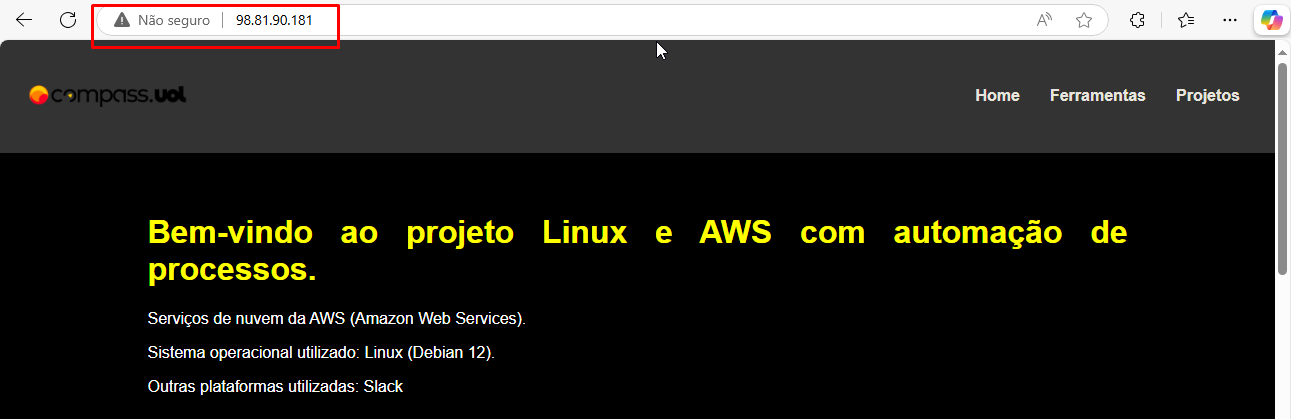 Não seguro 98.81.90.181
compass.uol
Home Ferramentas Projetos
Bem-vindo ao projeto Linux e AWS com automação de
processos.
Serviços de nuvem da AWS (Amazon Web Services).
Sistema operacional utilizado: Linux (Debian 12).
Outras plataformas utilizadas: Slack